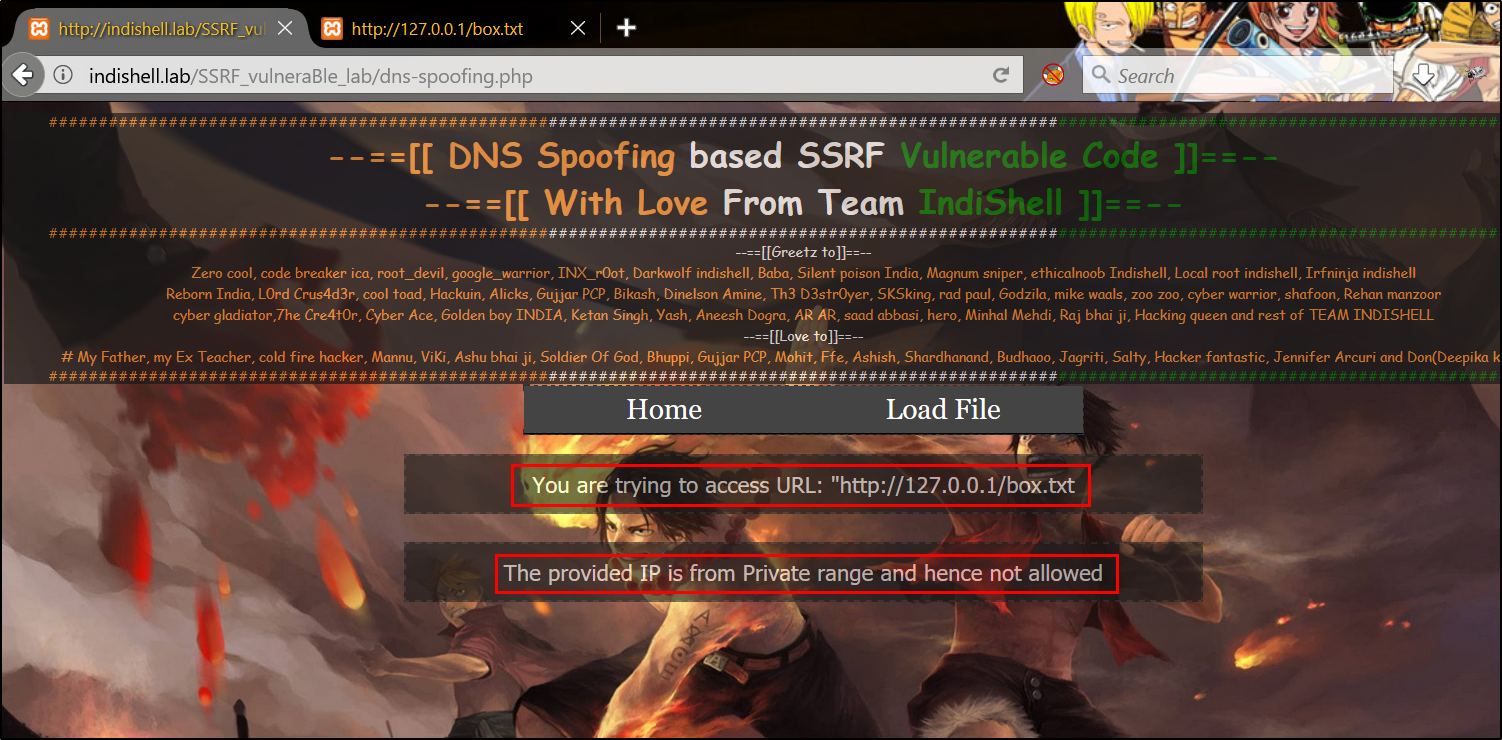 http://indishell.lab/SSRF_vul
http://127.0.0.1/box.txt
indishell.lab/SSRF_vulneraBle_lab/dns-spoofing.php
Search
--==[[ DNS Spoofing based SSRF Vulnerable Code ]]==--
--==[[ With Love From Team IndiShell ]]==--
--==[[Greetz to]]==--
Zero cool, code breaker ica, root_devil, google_warrior, INX_r0ot, Darkwolf indishell, Baba, Silent poison India, Magnum sniper, ethicalnoob Indishell, Local root indishell, Irfninja indishell
Reborn India, L0rd Crus4d3r, cool toad, Hackuin, Alicks, Gujjar PCP, Bikash, Dinelson Amine, Th3 D3str0yer, SKSking, rad paul, Godzila, mike waals, zoo zoo, cyber warrior, shafoon, Rehan manzoor
cyber gladiator,7he Cre4t0r, Cyber Ace, Golden boy INDIA, Ketan Singh, Yash, Aneesh Dogra, AR AR, saad abbasi, hero, Minhal Mehdi, Raj bhai ji, Hacking queen and rest of TEAM INDISHELL
--==[[Love to]]==--
# My Father, my Ex Teacher, cold fire hacker, Mannu, ViKi, Ashu bhai ji, Soldier Of God, Bhuppi, Gujjar PCP, Mohit, Ffe, Ashish, Shardhanand, Budhaoo, Jagriti, Salty, Hacker fantastic, Jennifer Arcuri and Don(Deepika k
Home Load File
You are trying to access URL: "http://127.0.0.1/box.txt
The provided IP is from Private range and hence not allowed